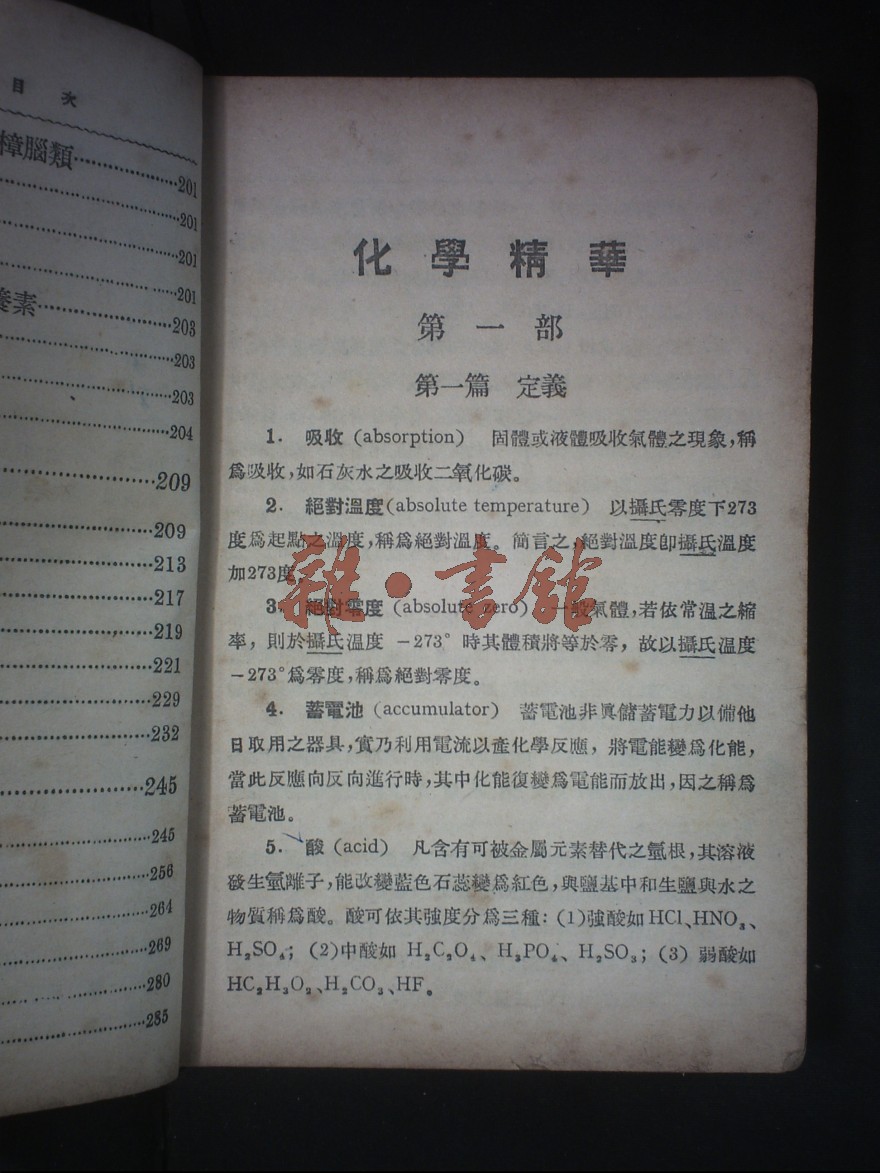 目次
樟腦類……201
……201
……201
……201
養素……203
……203
……203
……204
……209
……209
……213
……217
……219
……221
……229
……232
……245
……245
……256
……264
……269
……280
……285
化學精華
第一部
第一篇 定義
1. 吸收 (absorption) 固體或液體吸收氣體之現象,稱
爲吸收,如石灰水之吸收二氧化碳。
2. 絕對溫度(absolute temperature) 以攝氏零度下273
度爲起點之溫度,稱爲絕對溫度。簡言之,絕對溫度卽攝氏溫度
加273度。
3. 絕對零度 (absolute zero) 一般氣體,若依常溫之縮
率,則於攝氏溫度 -273° 時其體積將等於零,故以攝氏溫度
-273°爲零度,稱爲絕對零度。
4. 蓄電池 (accumulator) 蓄電池非眞儲蓄電力以備他
日取用之器具,實乃利用電流以產化學反應,將電能變爲化能,
當此反應向反向進行時,其中化能復變爲電能而放出,因之稱爲
蓄電池。
5. 酸 (acid) 凡含有可被金屬元素替代之氫根,其溶液
發生氫離子,能改變藍色石蕊變爲紅色,與鹽基中和生鹽與水之
物質稱爲酸。酸可依其強度分爲三種: (1)強酸如 HCl、HNO₃、
H₂SO₄; (2)中酸如 H₂C₂O₄、H₃PO₄、H₂SO₃; (3) 弱酸如
HC₂H₃O₂、H₂CO₃、HF。
雜·書館